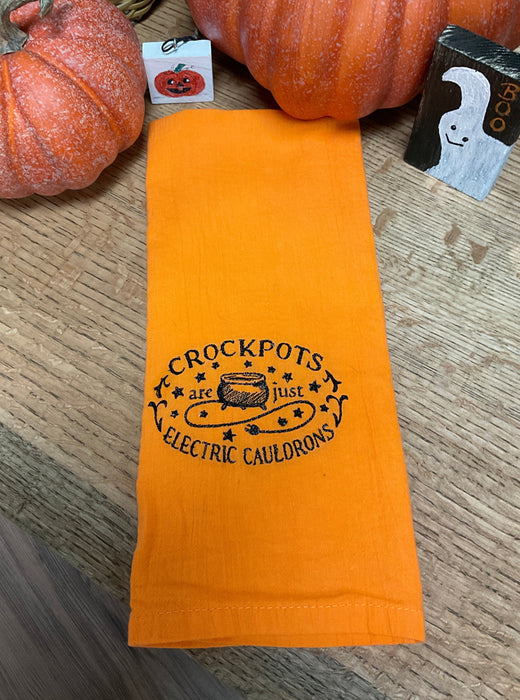 BOO
CROCKPOTS
are just
ELECTRIC CAULDRONS